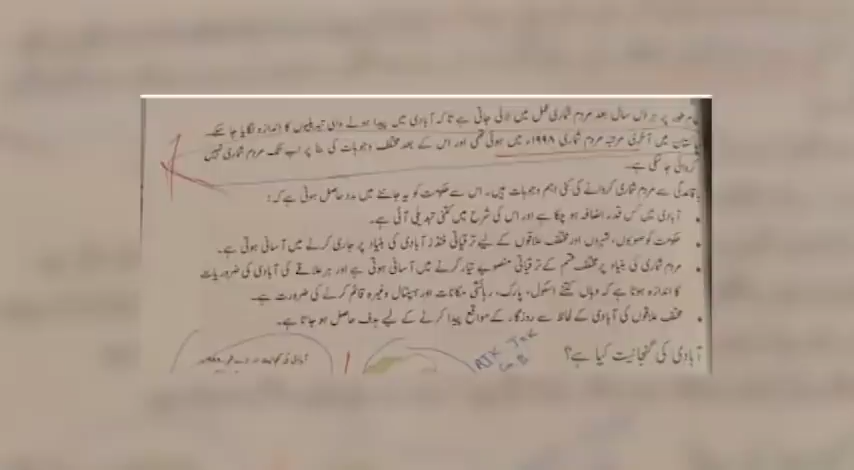 طور پر ہر دس سال بعد مردم شماری عمل میں لائی جاتی ہے تاکہ آبادی میں پیدا ہونے والی تبدیلیوں کا اندازہ لگایا جا سکے۔
پاکستان میں آخری مرتبہ مردم شماری ۱۹۹۸ء میں ہوئی تھی اور اس کے بعد مختلف وجوہات کی بنا پر اب تک مردم شماری نہیں
کروائی جا سکی ہے۔
باقاعدگی سے مردم شماری کروانے کی کئی اہم وجوہات ہیں۔ اس سے حکومت کو یہ جاننے میں مدد حاصل ہوتی ہے کہ:
• آبادی میں کس قدر اضافہ ہو چکا ہے اور اس کی شرح میں کتنی تبدیلی آئی ہے۔
• حکومت کو صوبوں، شہروں اور مختلف علاقوں کے لیے ترقیاتی فنڈز آبادی کی بنیاد پر جاری کرنے میں آسانی ہوتی ہے۔
• مردم شماری کی بنیاد پر مختلف قسم کے ترقیاتی منصوبے تیار کرنے میں آسانی ہوتی ہے اور ہر علاقے کی آبادی کی ضروریات
کا اندازہ ہوتا ہے کہ وہاں کتنے اسکول، پارک، رہائشی مکانات اور ہسپتال وغیرہ قائم کرنے کی ضرورت ہے۔
• مختلف علاقوں کی آبادی کے لحاظ سے روزگار کے مواقع پیدا کرنے کے لیے ہدف حاصل ہو جاتا ہے۔
آبادی کی گنجانیت کیا ہے؟
AJK J&K
G B